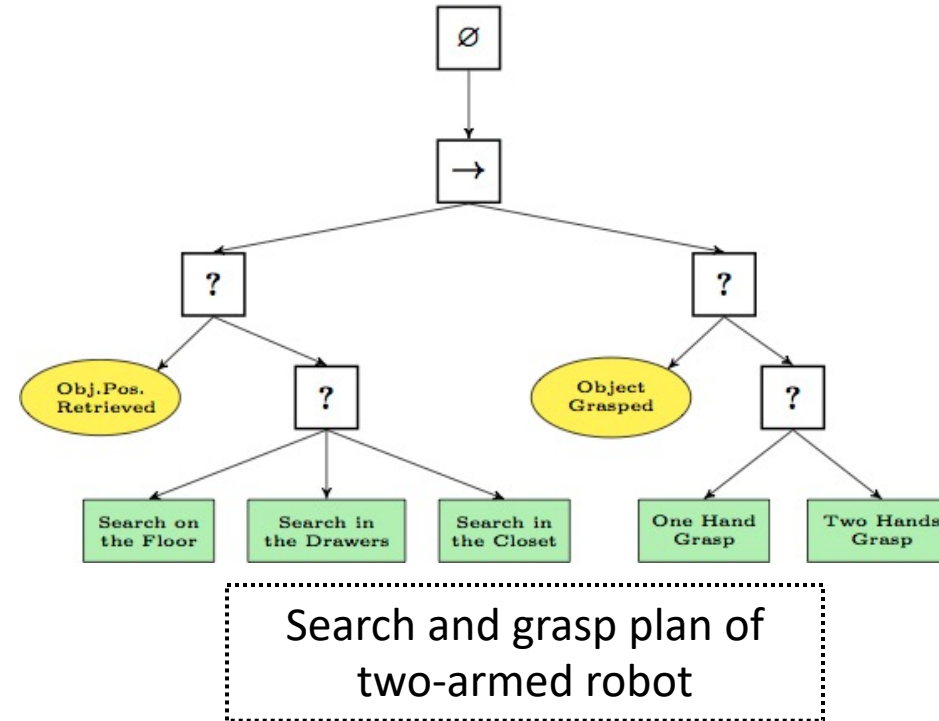 ∅
→
?
?
Obj.Pos.
Retrieved
?
Object
Grasped
?
Search on
the Floor
Search in
the Drawers
Search in
the Closet
One Hand
Grasp
Two Hands
Grasp
Search and grasp plan of
two-armed robot